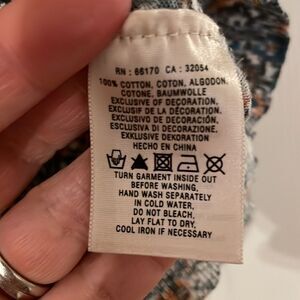 RN : 66170 CA : 32054
100% COTTON, COTON, ALGODON,
COTONE, BAUMWOLLE
EXCLUSIVE OF DECORATION.
EXCLUSIF DE LA DÉCORATION.
EXCLUSIVO DE DECORACIÓN.
ESCLUSIVA DI DECORAZIONE.
EXKLUSIVE DEKORATION
HECHO EN CHINA
TURN GARMENT INSIDE OUT
BEFORE WASHING,
HAND WASH SEPARATELY
IN COLD WATER,
DO NOT BLEACH,
LAY FLAT TO DRY,
COOL IRON IF NECESSARY